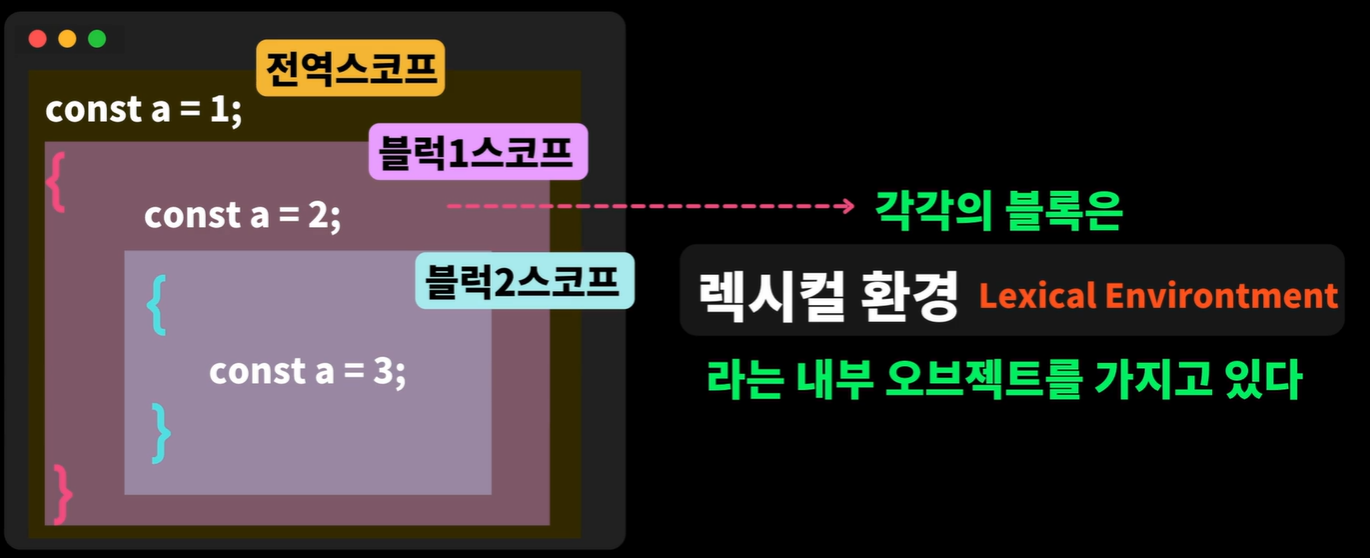 전역스코프
const a = 1;
블럭1스코프
{
const a = 2;
블럭2스코프
{
const a = 3;
}
}
각각의 블록은
렉시컬 환경 Lexical Environtment
라는 내부 오브젝트를 가지고 있다